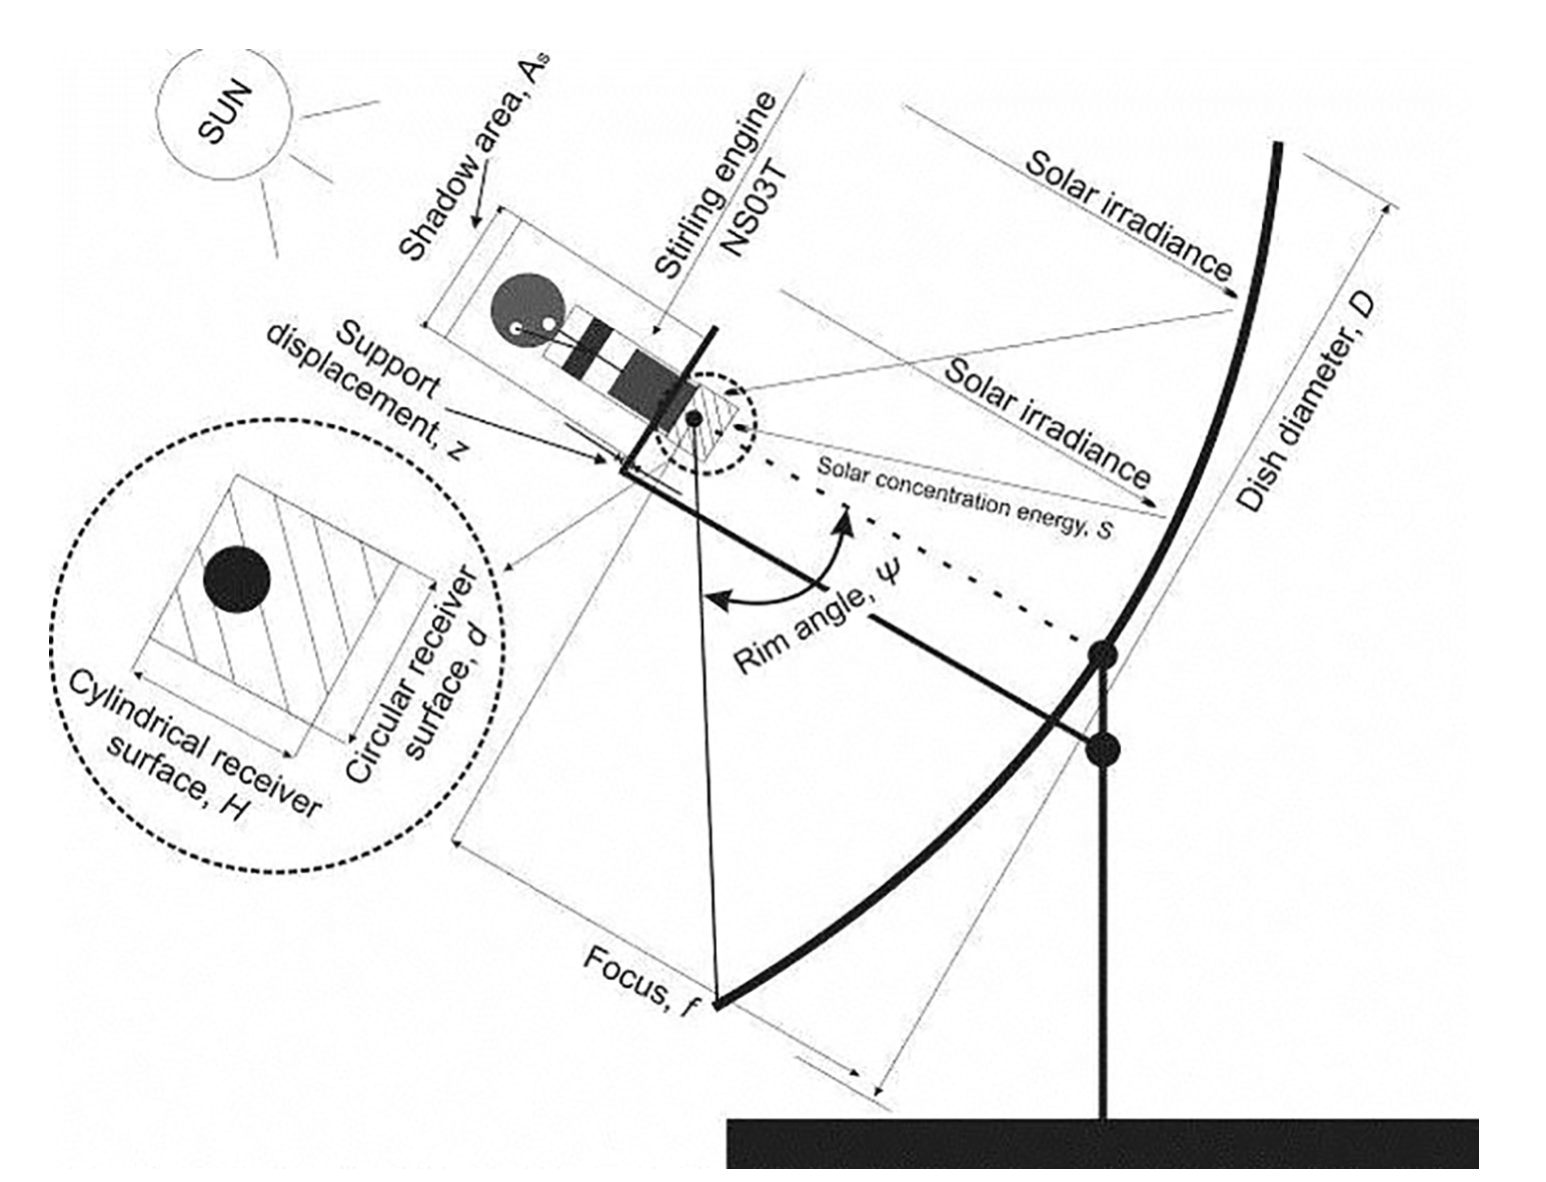 SUN
Shadow area, As
Stirling engine
NS03T
Solar irradiance
Dish diameter, D
Support
displacement, z
Solar irradiance
Solar concentration energy, S
Rim angle, Ψ
Cylindrical receiver
surface, H
Circular receiver
surface, d
Focus, f